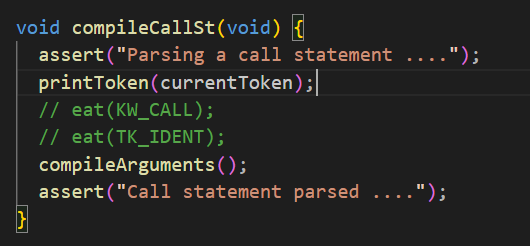 void compileCallSt(void) {
  assert("Parsing a call statement ....");
  printToken(currentToken);
  // eat(KW_CALL);
  // eat(TK_IDENT);
  compileArguments();
  assert("Call statement parsed ....");
}